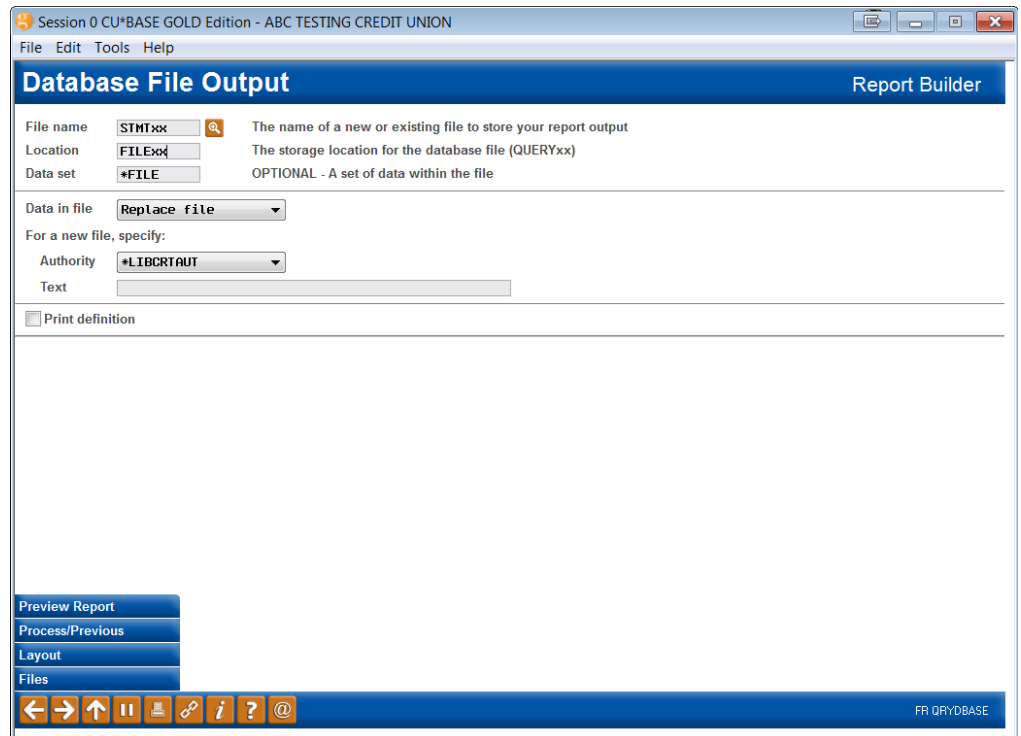 Session 0 CU*BASE GOLD Edition - ABC TESTING CREDIT UNION
File Edit Tools Help
Database File Output Report Builder
File name STMTxx The name of a new or existing file to store your report output
Location FILExx The storage location for the database file (QUERYxx)
Data set *FILE OPTIONAL - A set of data within the file
Data in file Replace file
For a new file, specify:
Authority *LIBCRTAUT
Text
Print definition
Preview Report
Process/Previous
Layout
Files
FR QRYDBASE